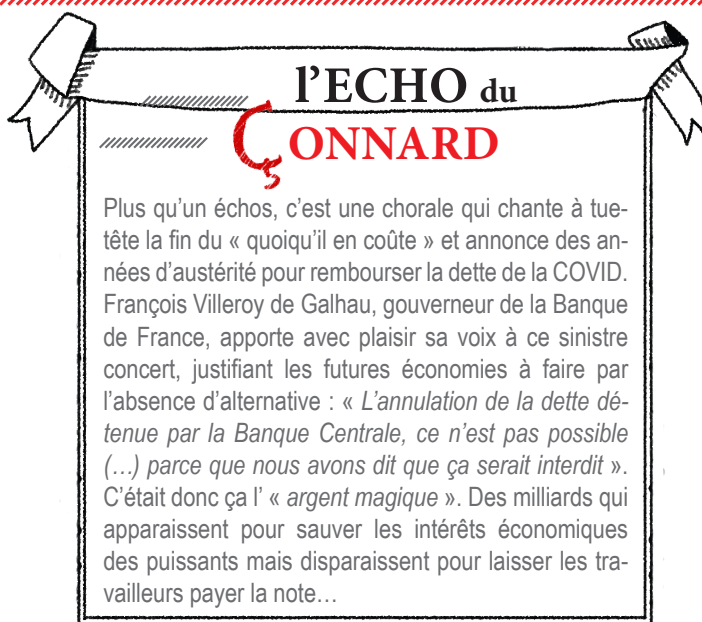 l’ECHO du
ÇONNARD
Plus qu’un échos, c’est une chorale qui chante à tue-
tête la fin du « quoiqu’il en coûte » et annonce des an-
nées d’austérité pour rembourser la dette de la COVID.
François Villeroy de Galhau, gouverneur de la Banque
de France, apporte avec plaisir sa voix à ce sinistre
concert, justifiant les futures économies à faire par
l’absence d’alternative : « L’annulation de la dette dé-
tenue par la Banque Centrale, ce n’est pas possible
(…) parce que nous avons dit que ça serait interdit ».
C’était donc ça l’ « argent magique ». Des milliards qui
apparaissent pour sauver les intérêts économiques
des puissants mais disparaissent pour laisser les tra-
vailleurs payer la note…